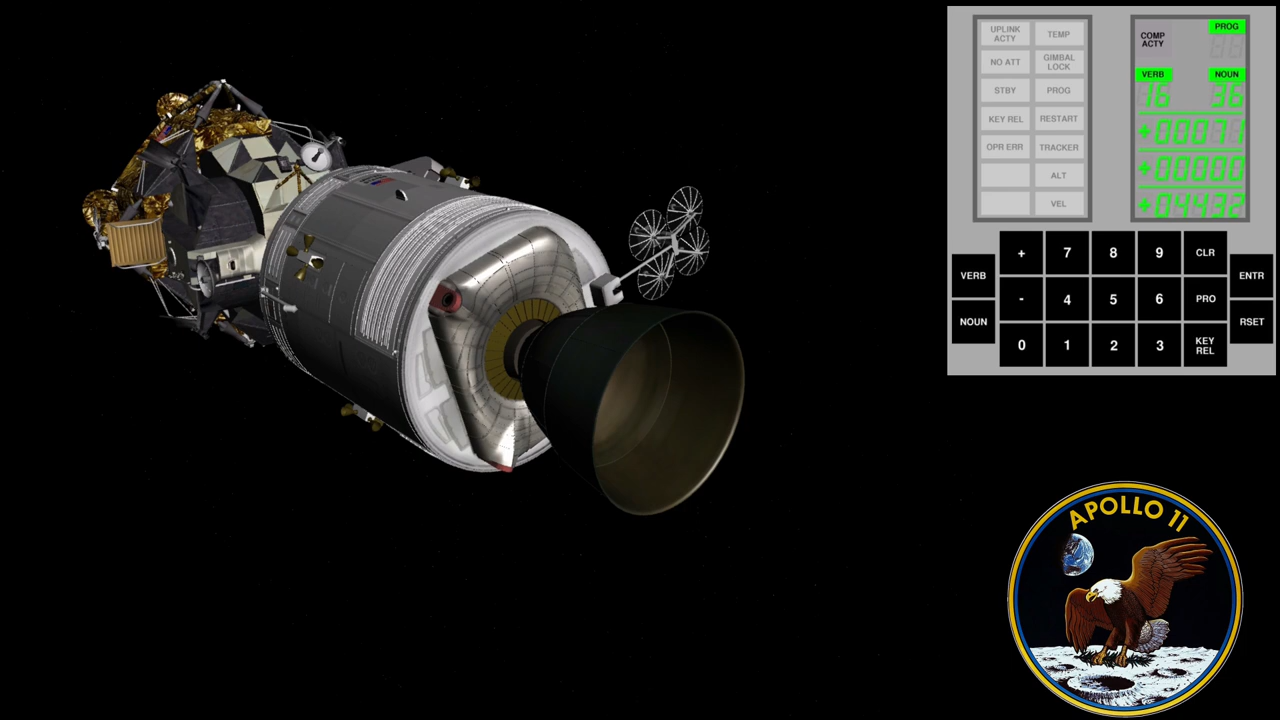 UPLINK
ACTY
TEMP
NO ATT
GIMBAL
LOCK
STBY
PROG
KEY REL
RESTART
OPR ERR
TRACKER
ALT
VEL
COMP
ACTY
PROG
VERB
NOUN
16
36
+00071
+00000
+04432
VERB
NOUN
+
7
8
9
CLR
-
4
5
6
PRO
0
1
2
3
KEY
REL
ENTR
RSET
APOLLO 11